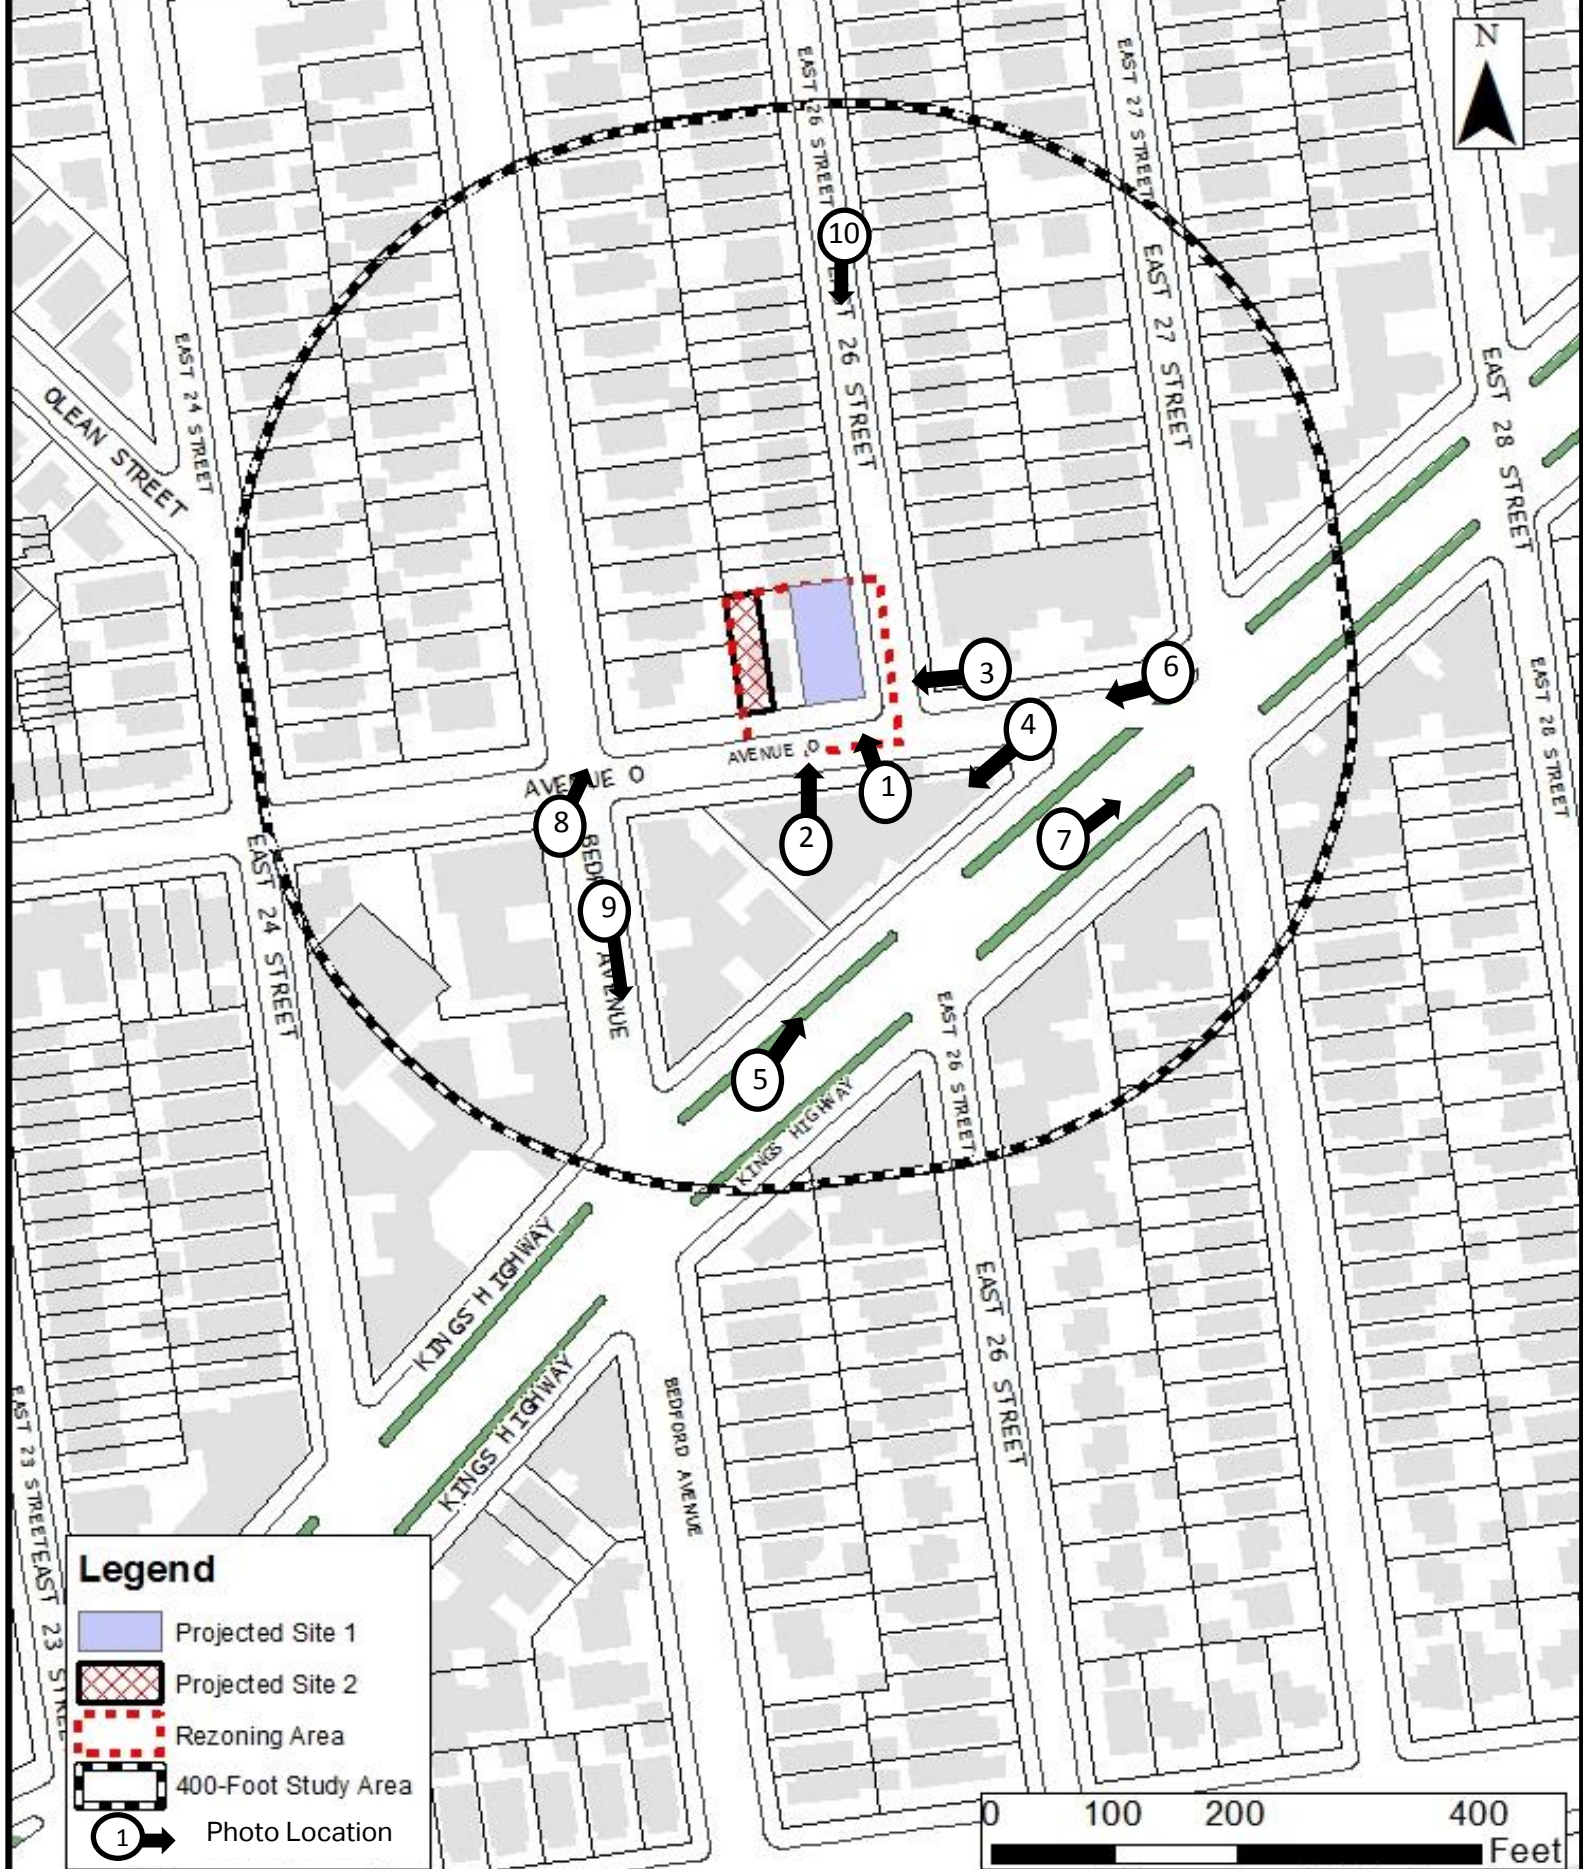 N
EAST 26 STREET
EAST 27 STREET
10
EAST 27 STREET
26 STREET
EAST 24 STREET
OLEAN STREET
EAST 28 STREET
3
6
EAST 28 STREET
4
AVENUE O
AVENUE O
1
8
2
7
EAST 24 STREET
9
AVENUE
EAST 26 STREET
5
KINGS HIGHWAY
KINGS HIGHWAY
EAST 26 STREET
KINGS HIGHWAY
BEDFORD AVENUE
EAST 23 STREET
EAST 23
Legend
Projected Site 1
Projected Site 2
Rezoning Area
400-Foot Study Area
1 Photo Location
0 100 200 400
Feet